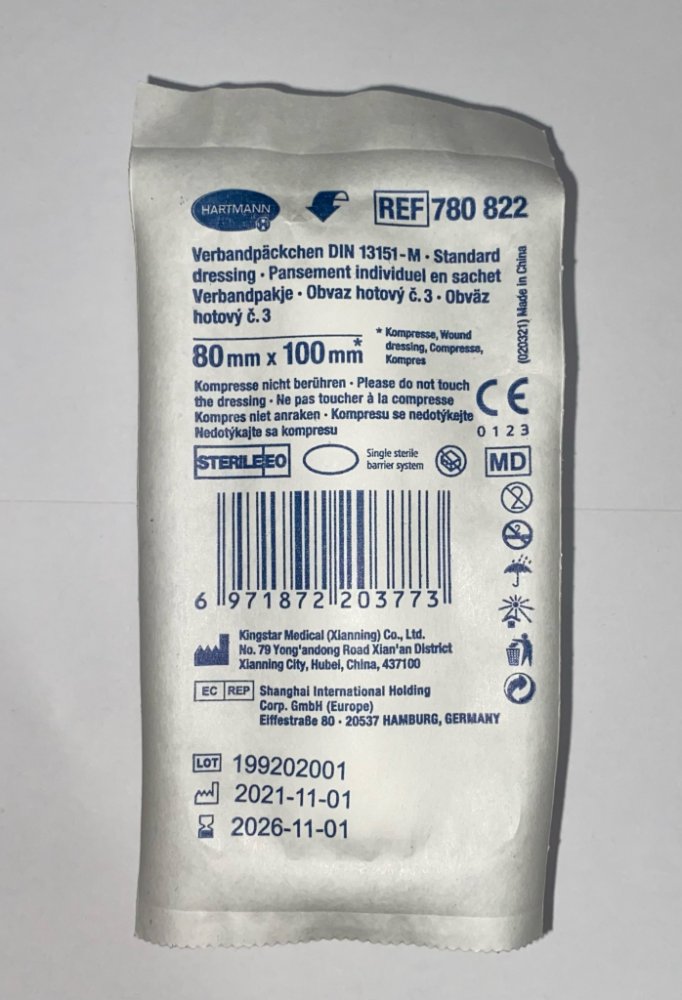 HARTMANN
REF 780 822
Verbandpäckchen DIN 13151-M · Standard
dressing · Pansement individuel en sachet
Verbandpakje · Obvaz hotový č. 3 · Obväz
hotový č. 3
(020321) Made in China
80 mm x 100 mm*
* Kompresse, Wound
dressing, Compresse,
Kompres
Kompresse nicht berühren · Please do not touch
the dressing · Ne pas toucher à la compresse
Kompres niet anraken · Kompresu se nedotýkejte
Nedotýkajte sa kompresu
CE
0123
STERILE EO
Single sterile
barrier system
MD
2
6 971872 203773
Kingstar Medical (Xianning) Co., Ltd.
No. 79 Yong'andong Road Xian'an District
Xianning City, Hubei, China, 437100
EC REP
Shanghai International Holding
Corp. GmbH (Europe)
Eiffestraße 80 · 20537 HAMBURG, GERMANY
LOT 199202001
2021-11-01
2026-11-01